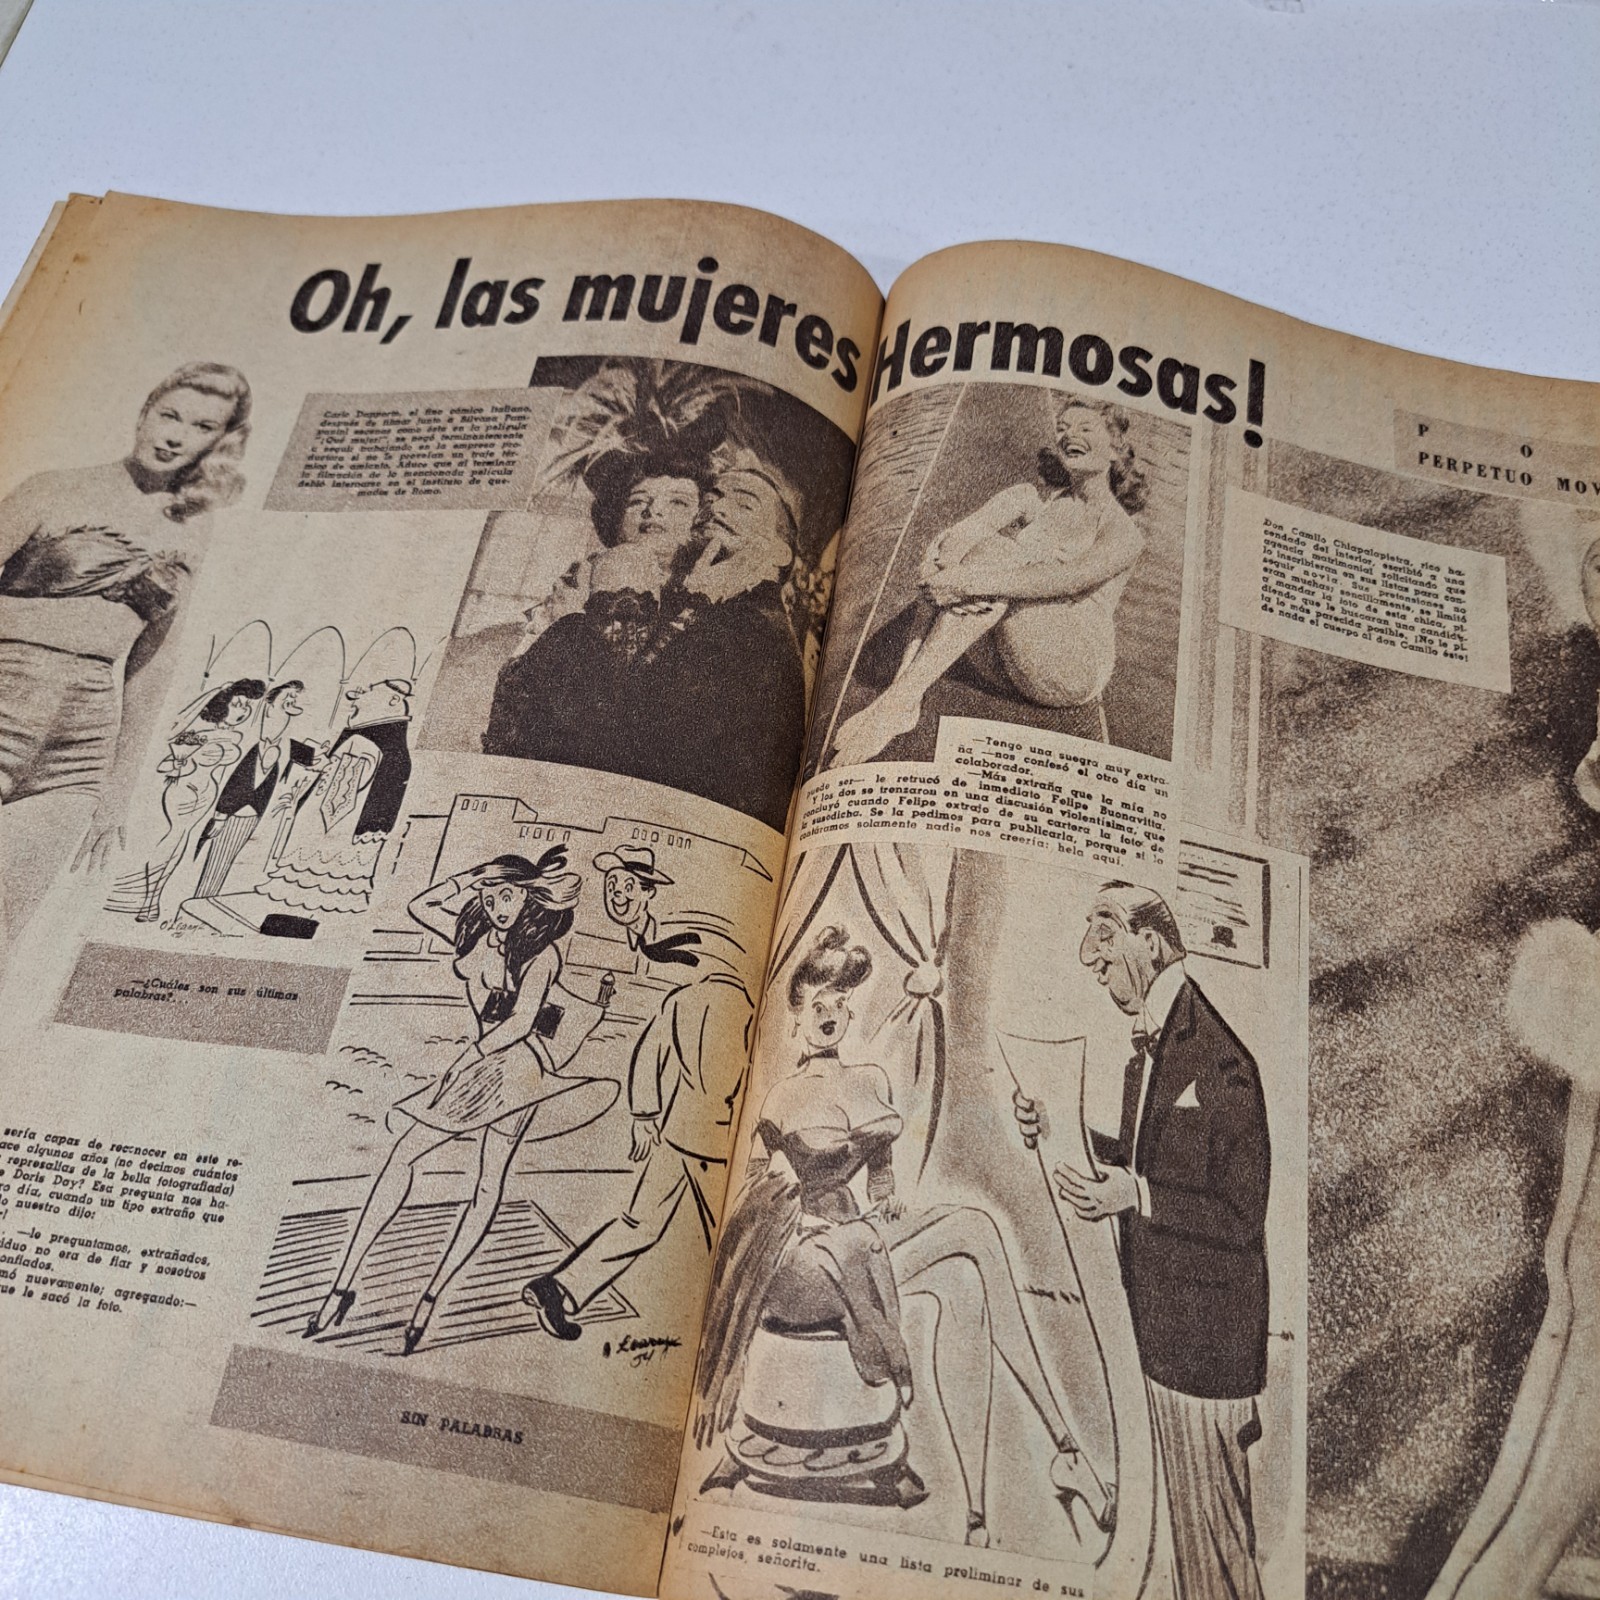 Oh, las mujeres Hermosas!
Carlo Dapporto, el fino cómico italiano,
después de filmar junto a Silvana Pam-
panini escenas como ésta en la película
"¡Qué mujer!", se negó terminantemente
a seguir trabajando en la empresa pro-
ductora si no le proveían un traje tér-
mico de amianto. Aduce que al terminar
la filmación de la mencionada película
debió internarse en el Instituto de que-
mados de Roma.
—¿Cuáles son sus últimas
palabras?...
sería capaz de reconocer en este re-
ace algunos años (no decimos cuántos
represalias de la bella fotografiada)
Doris Day? Esa pregunta nos ha-
ro día, cuando un tipo extraño que
nuestro dijo:
—le preguntamos, extrañados,
iduo no era de fiar y nosotros
onfiados.
mó nuevamente; agregando:—
ue le sacó la foto.
SIN PALABRAS
—Tengo una suegra muy extra-
ña —nos confesó el otro día un
colaborador.
—Más extraña que la mía no
puede ser— le retrucó de inmediato Felipe Buonavitta.
Y los dos se trenzaron en una discusión violentísima, que
concluyó cuando Felipe extrajo de su cartera la foto de
la susodicha. Se la pedimos para publicarla, porque si lo
contáramos solamente nadie nos creería: hela aquí.
—Esta es solamente una lista preliminar de sus
complejos, señorita.
P O
PERPETUO MOV
Don Camilo Chiapalapietra, rico ha-
cendado del interior, escribió a una
agencia matrimonial solicitando que
lo inscribieran en sus listas para con-
seguir novia. Sus pretensiones no
eran muchas; sencillamente, se limitó
a mandar la foto de esta chica, pi-
diendo que le buscaran una candida-
ta lo más parecida posible. ¡No le pi-
de nada el cuerpo al don Camilo éste!